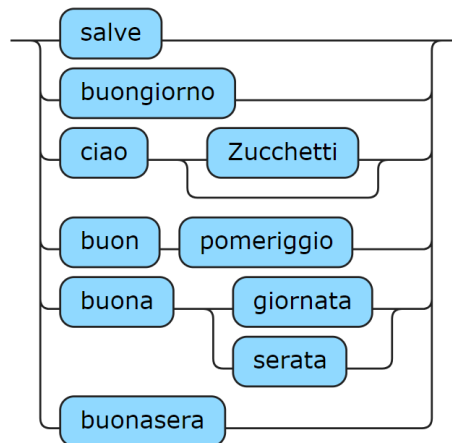 salve
buongiorno
ciao Zucchetti
buon pomeriggio
buona giornata
serata
buonasera